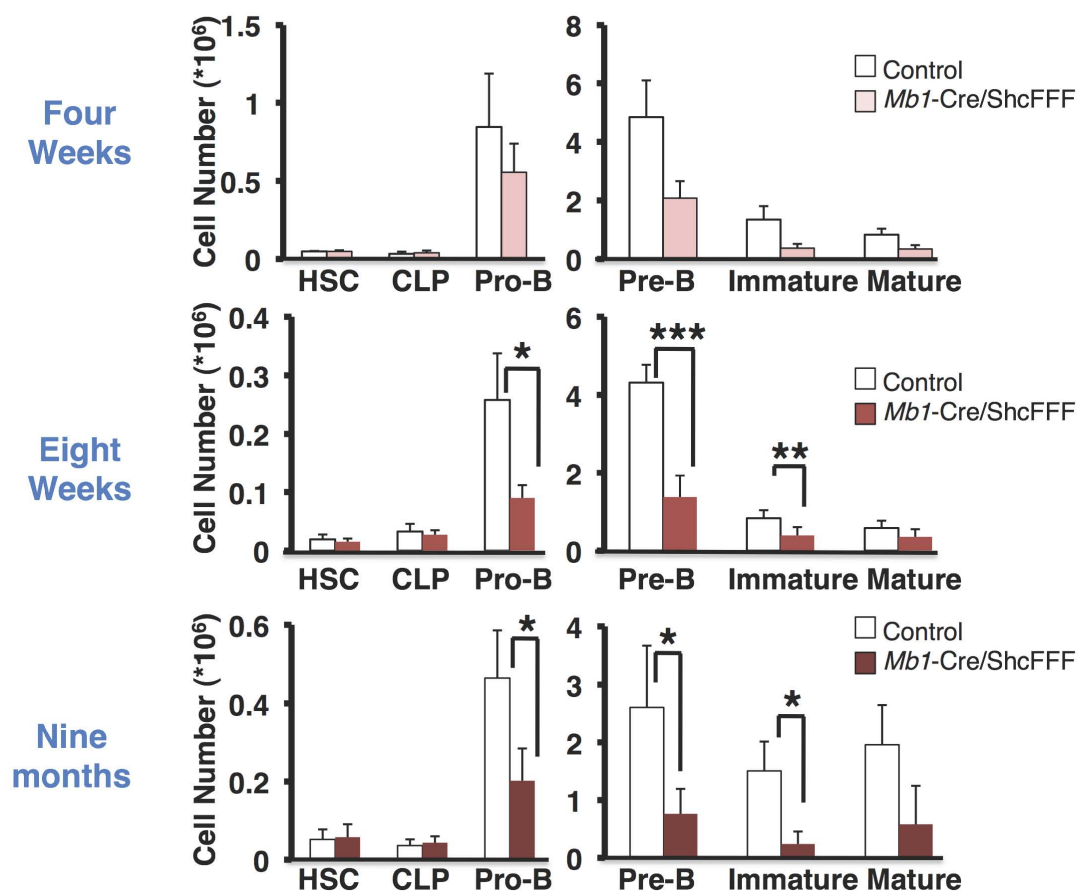 Four
Weeks
Cell Number (*10⁶)
1.5
1
0.5
0
HSC CLP Pro-B
8
6
4
2
0
Pre-B Immature Mature
Control
Mb1-Cre/ShcFFF
Eight
Weeks
Cell Number (*10⁶)
0.4
0.3
0.2
0.1
0
*
HSC CLP Pro-B
6
4
2
0
***
**
Pre-B Immature Mature
Control
Mb1-Cre/ShcFFF
Nine
months
Cell Number (*10⁶)
0.6
0.4
0.2
0
*
HSC CLP Pro-B
4
3
2
1
0
*
*
Pre-B Immature Mature
Control
Mb1-Cre/ShcFFF